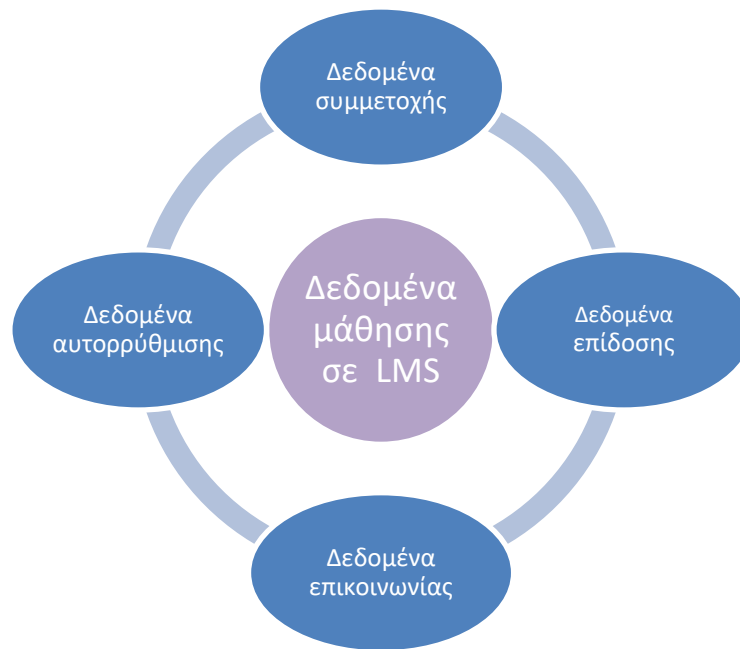 Δεδομένα
συμμετοχής
Δεδομένα
αυτορρύθμισης
Δεδομένα
μάθησης
σε LMS
Δεδομένα
επίδοσης
Δεδομένα
επικοινωνίας